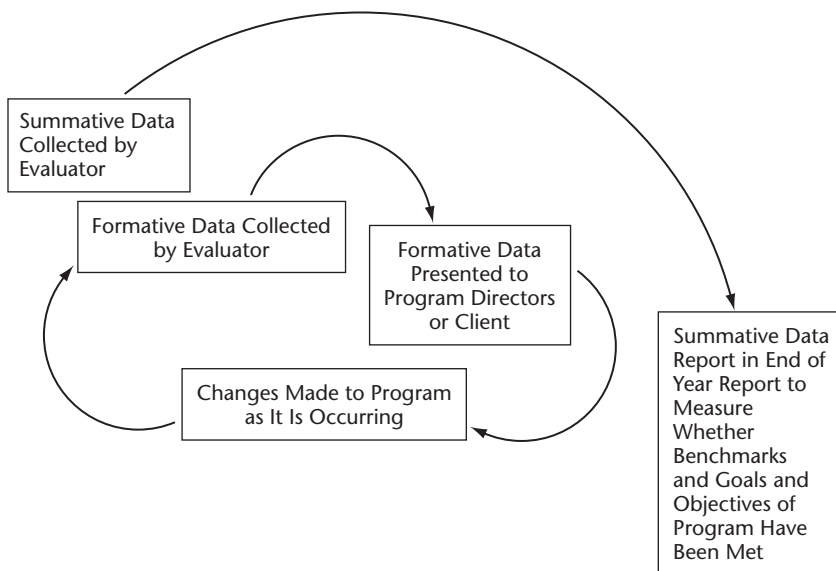 Summative Data
Collected by
Evaluator
Formative Data Collected
by Evaluator
Formative Data
Presented to
Program Directors
or Client
Changes Made to Program
as It Is Occurring
Summative Data
Report in End of
Year Report to
Measure
Whether
Benchmarks
and Goals and
Objectives of
Program Have
Been Met